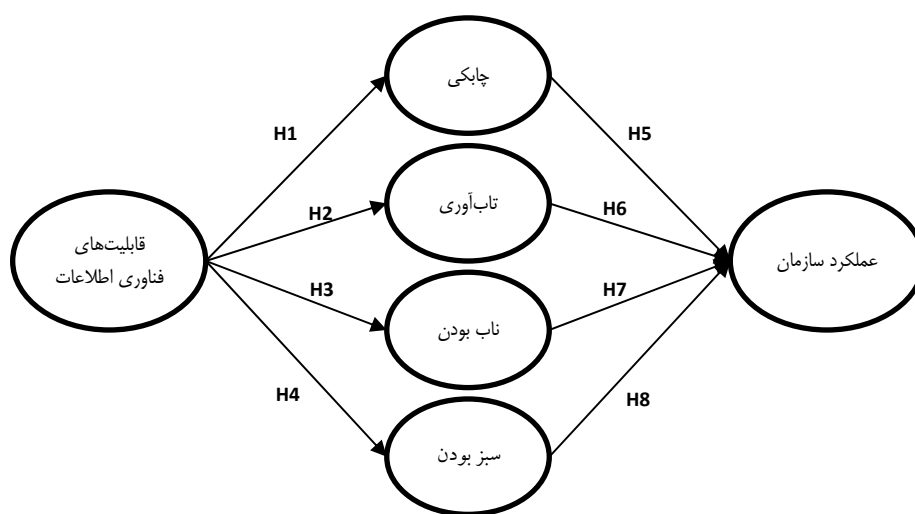 چابکی
H1
H5
تاب‌آوری
H2
H6
قابلیت‌های
فناوری اطلاعات
عملکرد سازمان
H3
H7
ناب بودن
H4
H8
سبز بودن